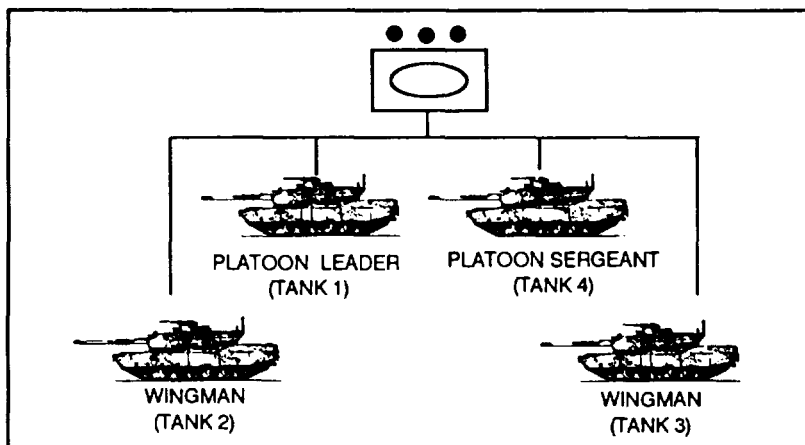 PLATOON LEADER
(TANK 1)
PLATOON SERGEANT
(TANK 4)
WINGMAN
(TANK 2)
WINGMAN
(TANK 3)